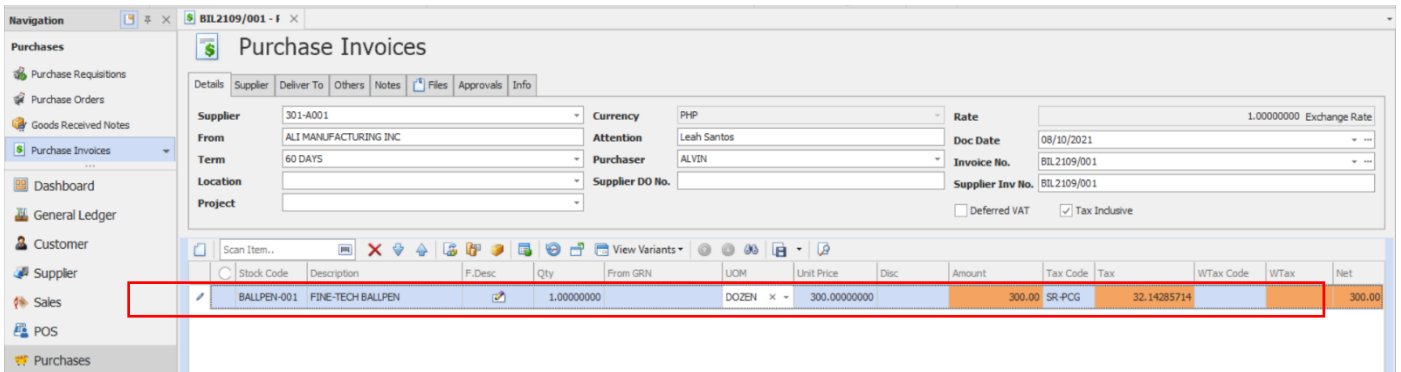 Navigation
BIL2109/001 - F
Purchases
Purchase Requisitions
Purchase Orders
Goods Received Notes
Purchase Invoices
Dashboard
General Ledger
Customer
Supplier
Sales
POS
Purchases
Purchase Invoices
Details Supplier Deliver To Others Notes Files Approvals Info
Supplier 301-A001 Currency PHP Rate 1.00000000 Exchange Rate
From ALI MANUFACTURING INC Attention Leah Santos Doc Date 08/10/2021
Term 60 DAYS Purchaser ALVIN Invoice No. BIL2109/001
Location Supplier DO No. Supplier Inv No. BIL2109/001
Project Deferred VAT Tax Inclusive
Scan Item.. View Variants
Stock Code Description F.Desc Qty From GRN UOM Unit Price Disc Amount Tax Code Tax WTax Code WTax Net
BALLPEN-001 FINE-TECH BALLPEN 1.00000000 DOZEN 300.00000000 300.00 SR-PCG 32.14285714 300.00